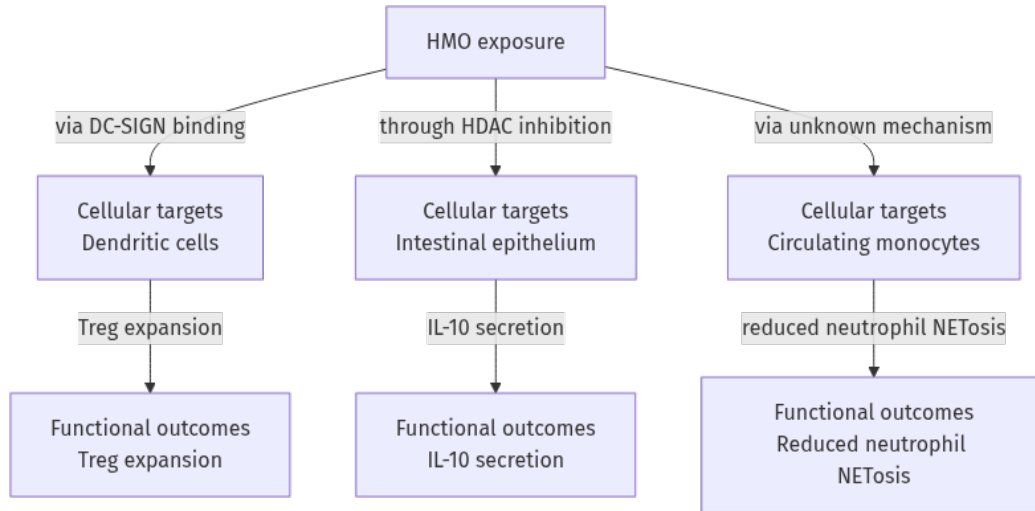 HMO exposure
via DC-SIGN binding
through HDAC inhibition
via unknown mechanism
Cellular targets
Dendritic cells
Cellular targets
Intestinal epithelium
Cellular targets
Circulating monocytes
Treg expansion
IL-10 secretion
reduced neutrophil NETosis
Functional outcomes
Treg expansion
Functional outcomes
IL-10 secretion
Functional outcomes
Reduced neutrophil
NETosis